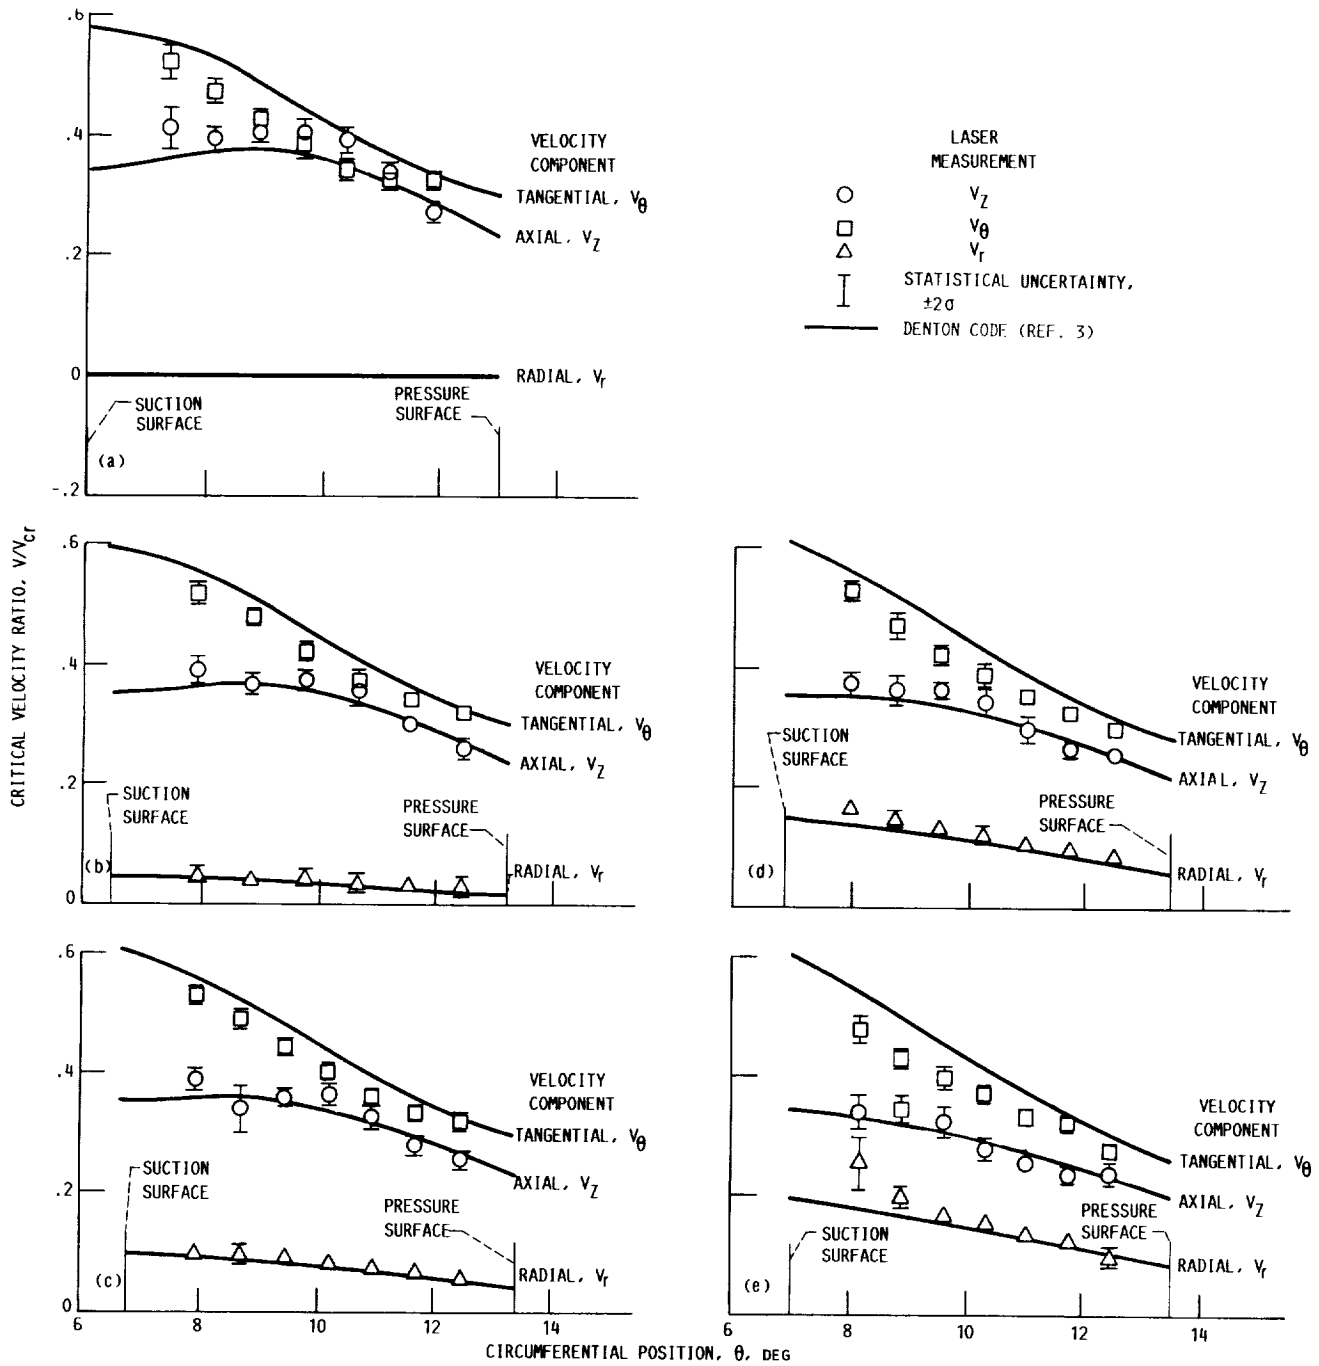 .6
.4
.2
0
-.2
VELOCITY
COMPONENT
TANGENTIAL, Vθ
AXIAL, VZ
RADIAL, Vr
SUCTION
SURFACE
PRESSURE
SURFACE
(a)
LASER
MEASUREMENT
VZ
Vθ
Vr
STATISTICAL UNCERTAINTY,
±2σ
DENTON CODE (REF. 3)
CRITICAL VELOCITY RATIO, V/Vcr
.6
.4
.2
0
VELOCITY
COMPONENT
TANGENTIAL, Vθ
AXIAL, VZ
RADIAL, Vr
SUCTION
SURFACE
PRESSURE
SURFACE
(b)
VELOCITY
COMPONENT
TANGENTIAL, Vθ
AXIAL, VZ
RADIAL, Vr
SUCTION
SURFACE
PRESSURE
SURFACE
(d)
.6
.4
.2
0
VELOCITY
COMPONENT
TANGENTIAL, Vθ
AXIAL, VZ
RADIAL, Vr
SUCTION
SURFACE
PRESSURE
SURFACE
(c)
6
8
10
12
14
VELOCITY
COMPONENT
TANGENTIAL, Vθ
AXIAL, VZ
RADIAL, Vr
SUCTION
SURFACE
PRESSURE
SURFACE
(e)
6
8
10
12
14
CIRCUMFERENTIAL POSITION, θ, DEG